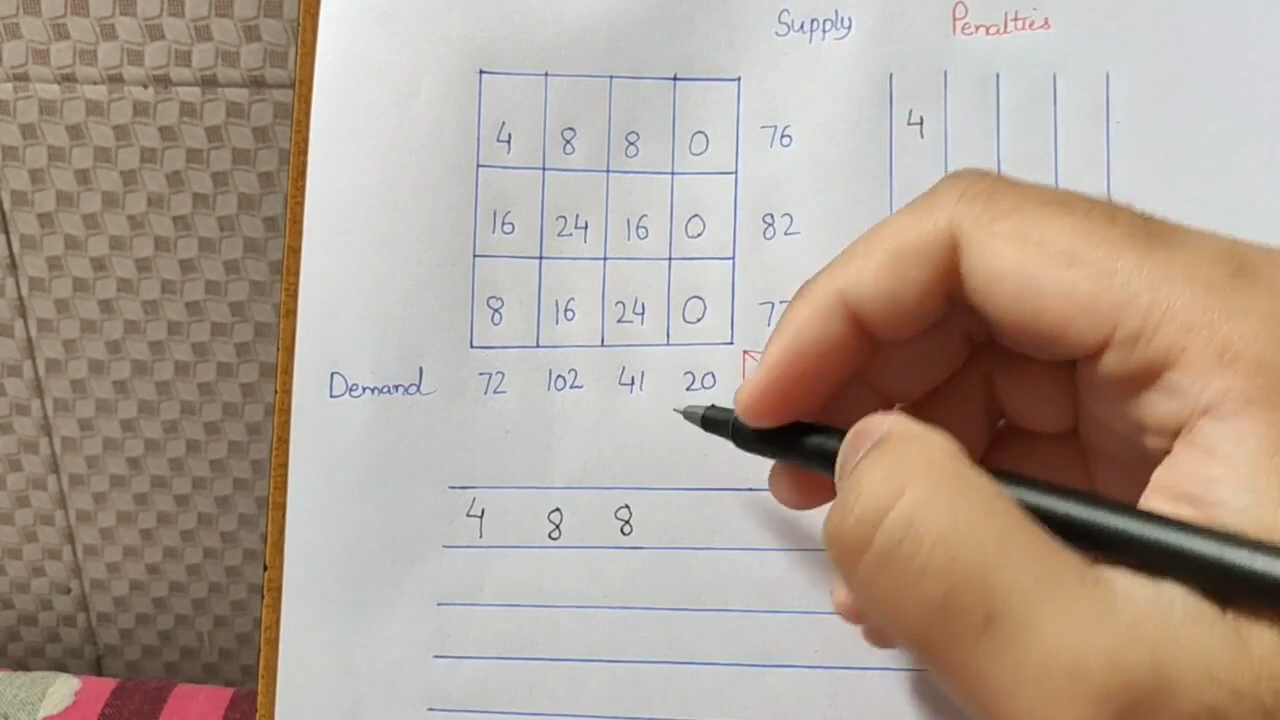 Supply Penalties
4 8 8 0 76 4
16 24 16 0 82
8 16 24 0 77
Demand 72 102 41 20
4 8 8